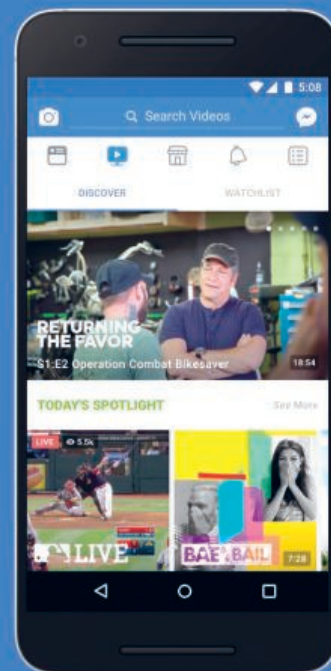 5:08
Search Videos
DISCOVER
WATCHLIST
RETURNING
THE FAVOR
S1:E2 Operation Combat Bikesaver
18:54
TODAY'S SPOTLIGHT
See More
LIVE 5.5k
LIVE
BAE OR BAIL
7:28